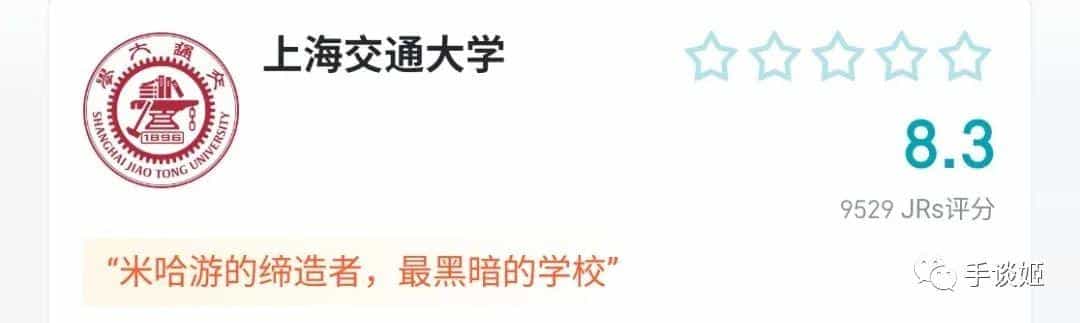 上海交通大学
學大通交
SHANGHAI JIAO TONG UNIVERSITY
1896
8.3
9529 JRs评分
“米哈游的缔造者，最黑暗的学校”
手谈姬